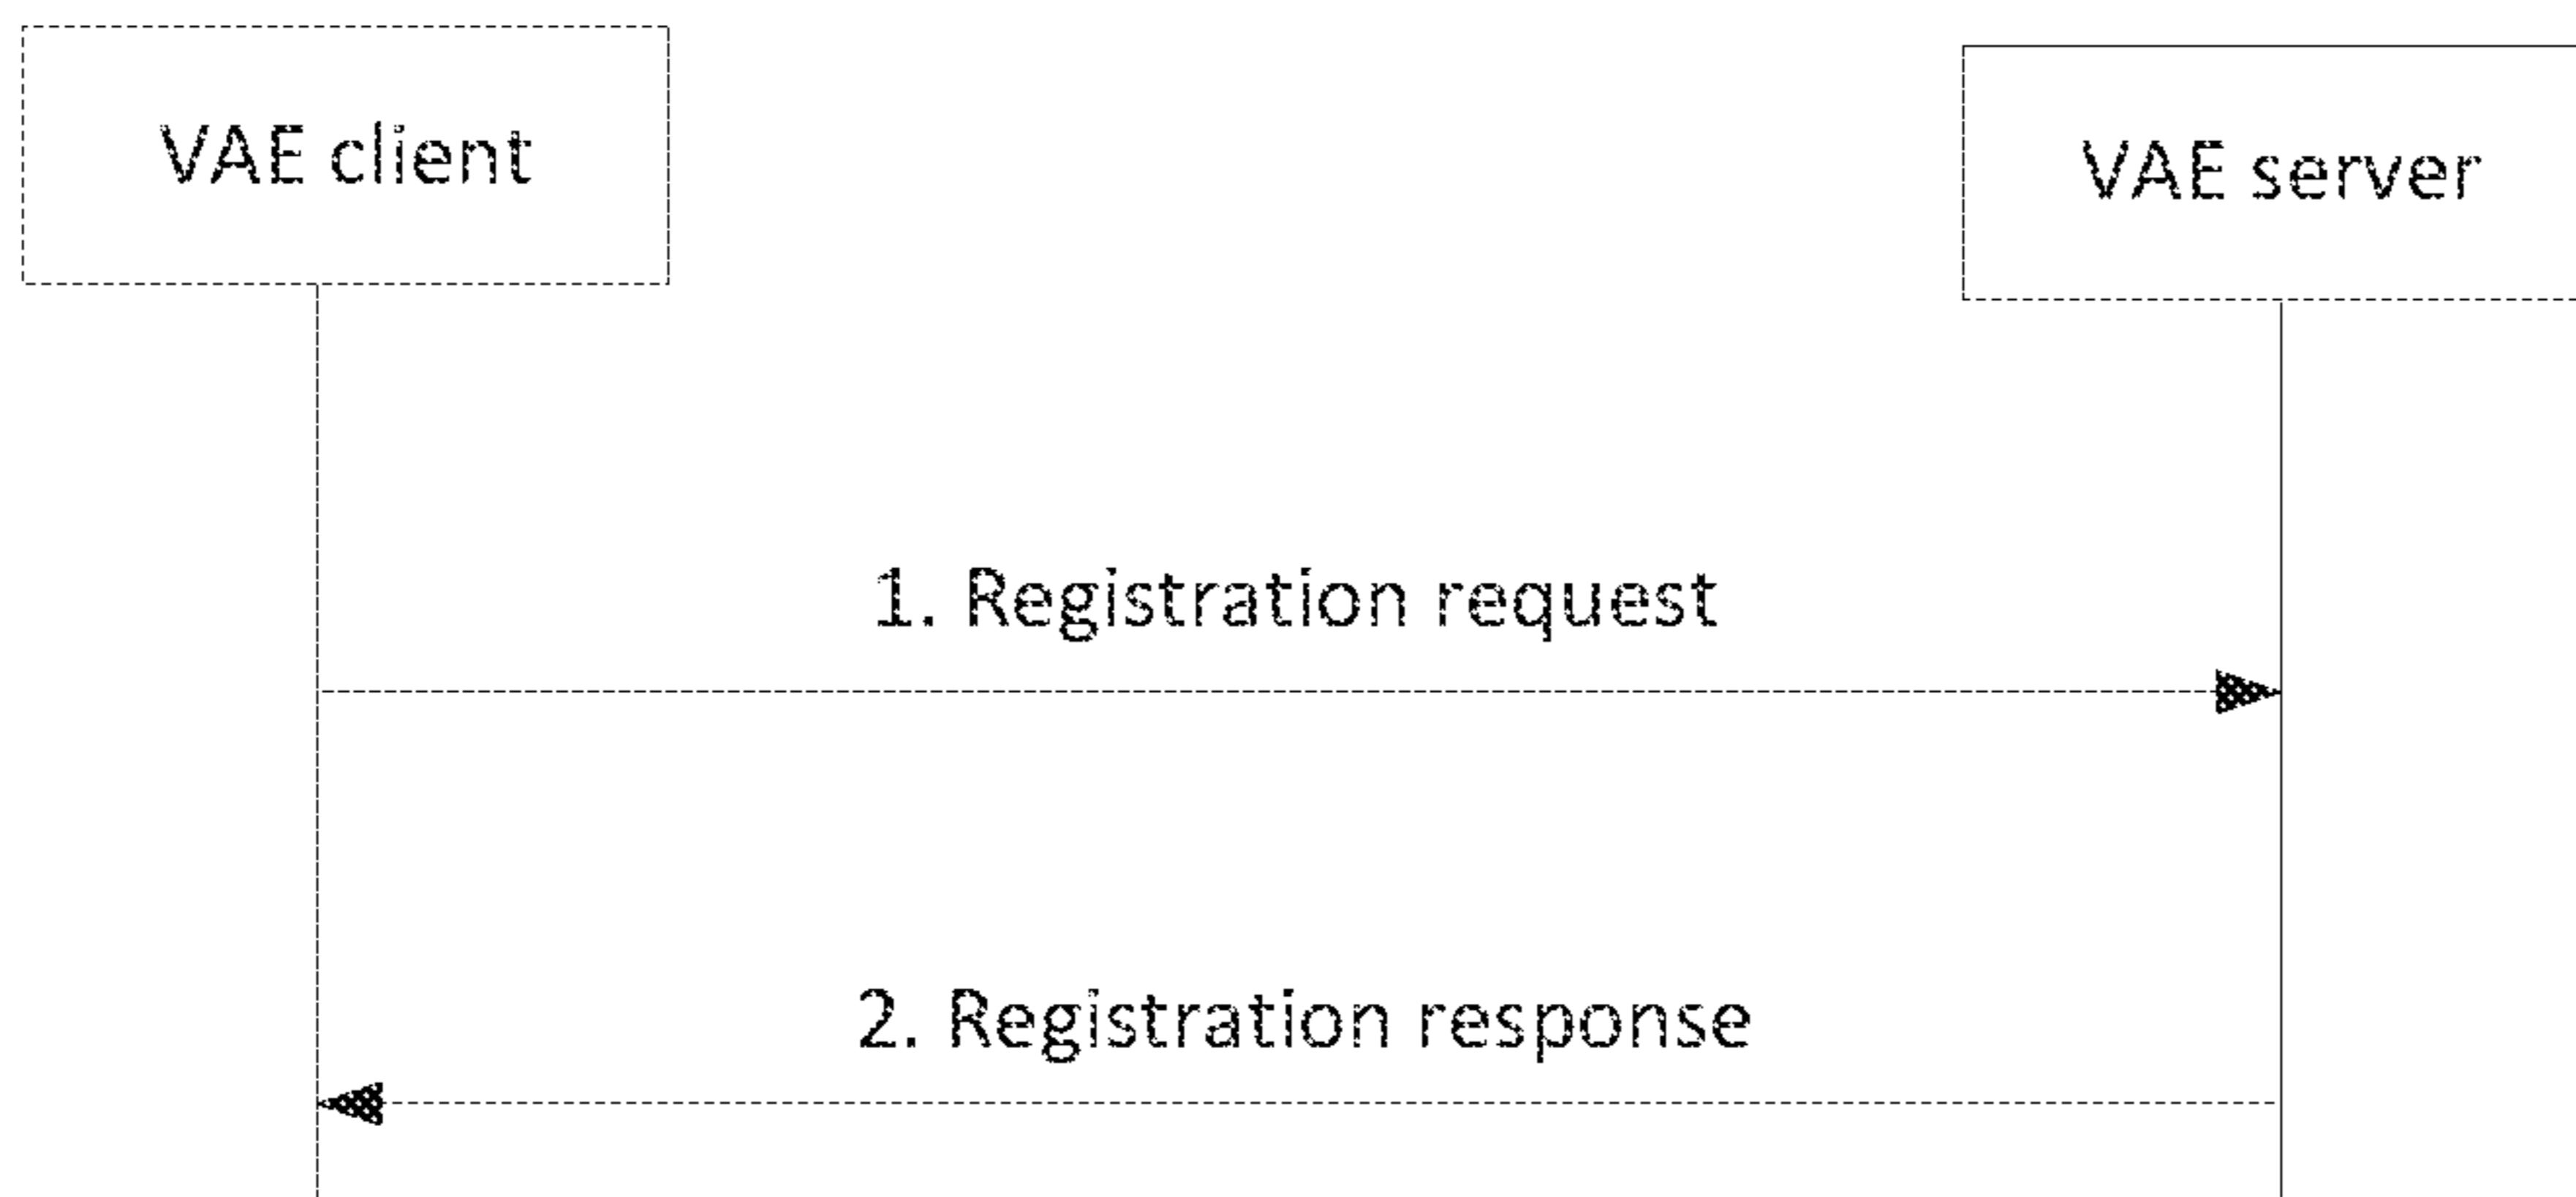 VAE client
VAE server
1. Registration request
2. Registration response